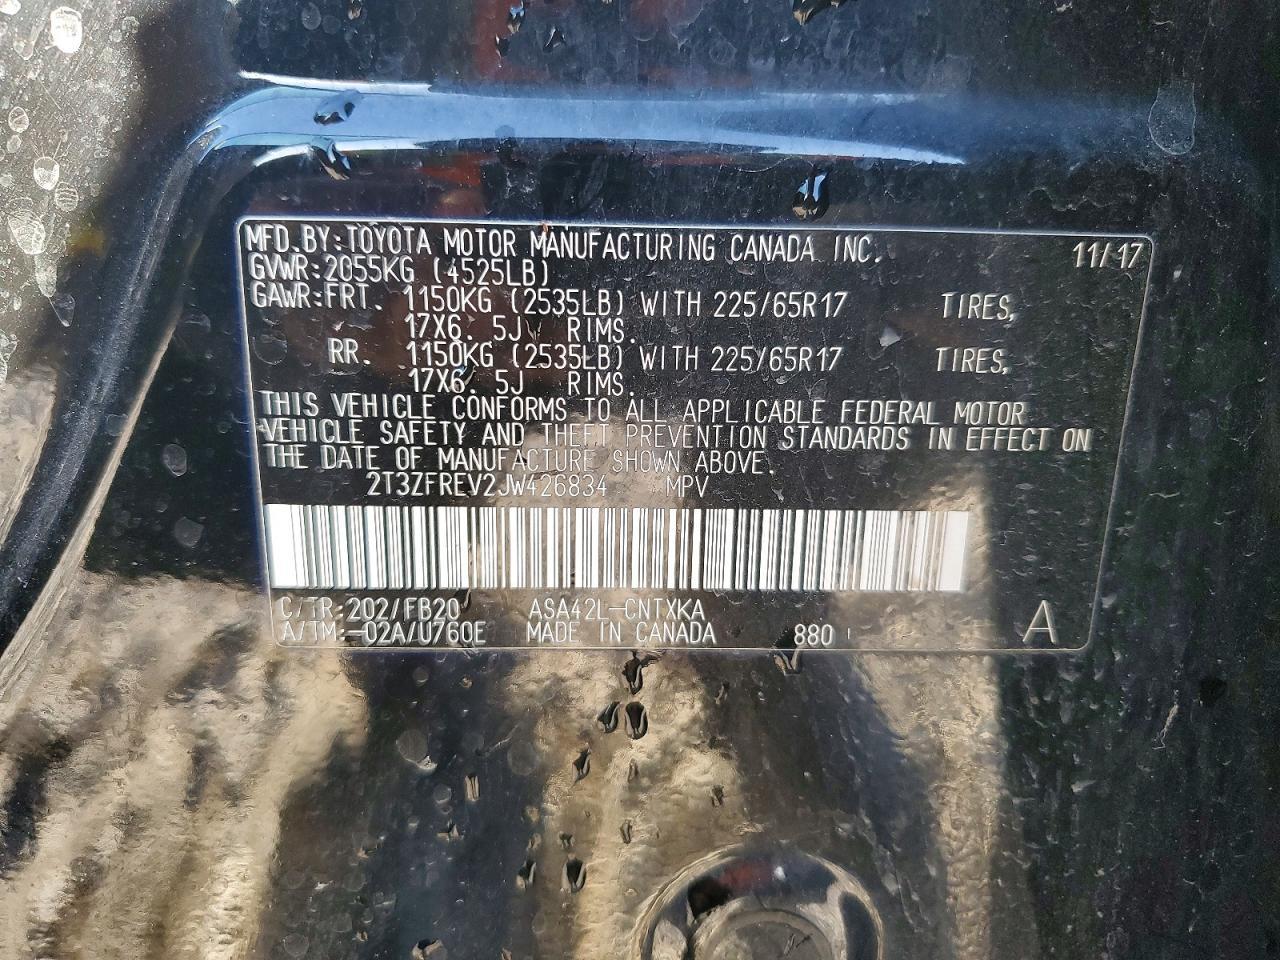 MFD.BY:TOYOTA MOTOR MANUFACTURING CANADA INC. 11/17
GVWR:2055KG (4525LB)
GAWR:FRT. 1150KG (2535LB) WITH 225/65R17 TIRES,
17X6. 5J RIMS.
RR. 1150KG (2535LB) WITH 225/65R17 TIRES,
17X6. 5J RIMS.
THIS VEHICLE CONFORMS TO ALL APPLICABLE FEDERAL MOTOR
VEHICLE SAFETY AND THEFT PREVENTION STANDARDS IN EFFECT ON
THE DATE OF MANUFACTURE SHOWN ABOVE.
2T3ZFREV2JW426834 MPV
C/TR:202/FB20 ASA42L-CNTXKA
A/TM:-02A/U760E MADE IN CANADA 880 A